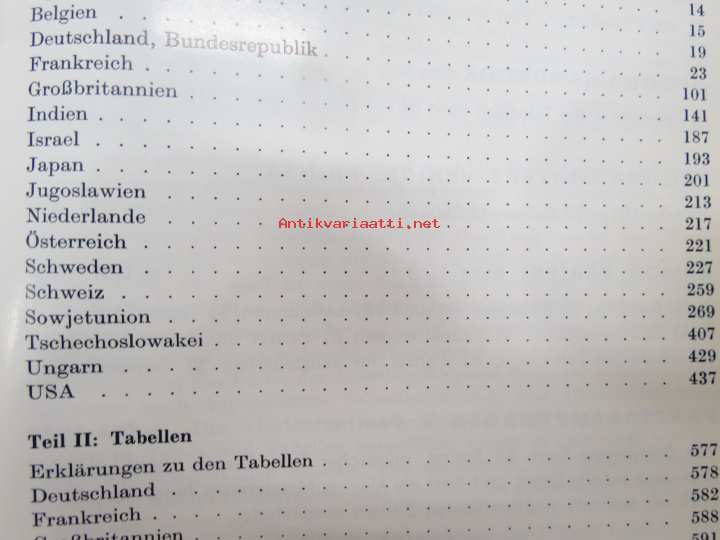 14
15
Belgien 19
Deutschland, Bundesrepublik 23
Frankreich 101
Großbritannien 141
Indien 187
Israel 193
Japan 201
Jugoslawien 213
Niederlande 217
Antikvariaatti.net
Österreich 221
Schweden 227
Schweiz 259
Sowjetunion 269
Tschechoslowakei 407
Ungarn 429
USA 437
Teil II: Tabellen
Erklärungen zu den Tabellen 577
Deutschland 578
Frankreich 582
Großbritannien 588
591